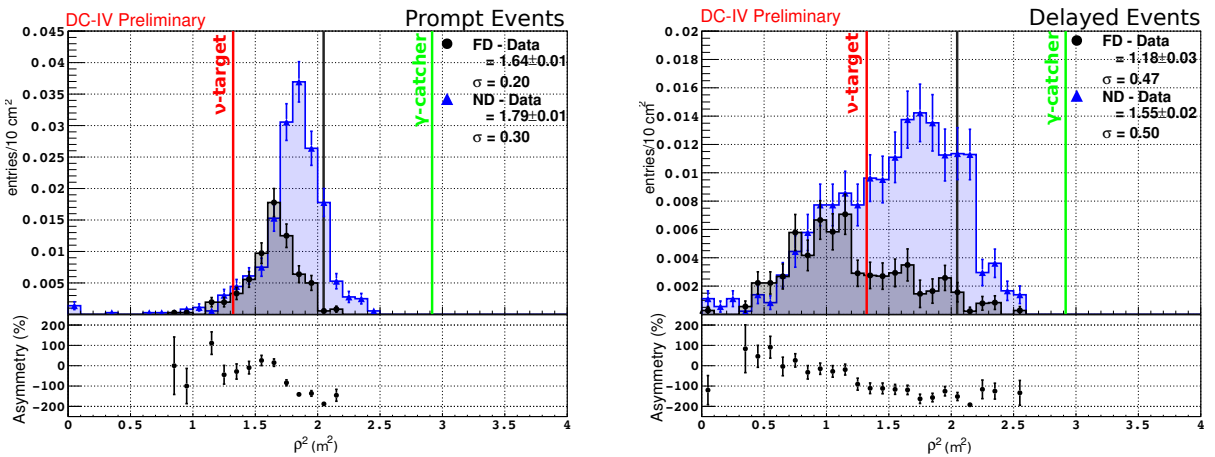 DC-IV Preliminary
Prompt Events
0.045
0.04
0.035
0.03
0.025
0.02
0.015
0.01
0.005
entries/10 cm²
ν-target
γ-catcher
FD - Data
= 1.64±0.01
σ = 0.20
ND - Data
= 1.79±0.01
σ = 0.30
200
100
0
−100
−200
Asymmetry (%)
0
0.5
1
1.5
2
2.5
3
3.5
4
ρ² (m²)
DC-IV Preliminary
Delayed Events
0.02
0.018
0.016
0.014
0.012
0.01
0.008
0.006
0.004
0.002
entries/10 cm²
ν-target
γ-catcher
FD - Data
= 1.18±0.03
σ = 0.47
ND - Data
= 1.55±0.02
σ = 0.50
200
100
0
−100
−200
Asymmetry (%)
0
0.5
1
1.5
2
2.5
3
3.5
4
ρ² (m²)